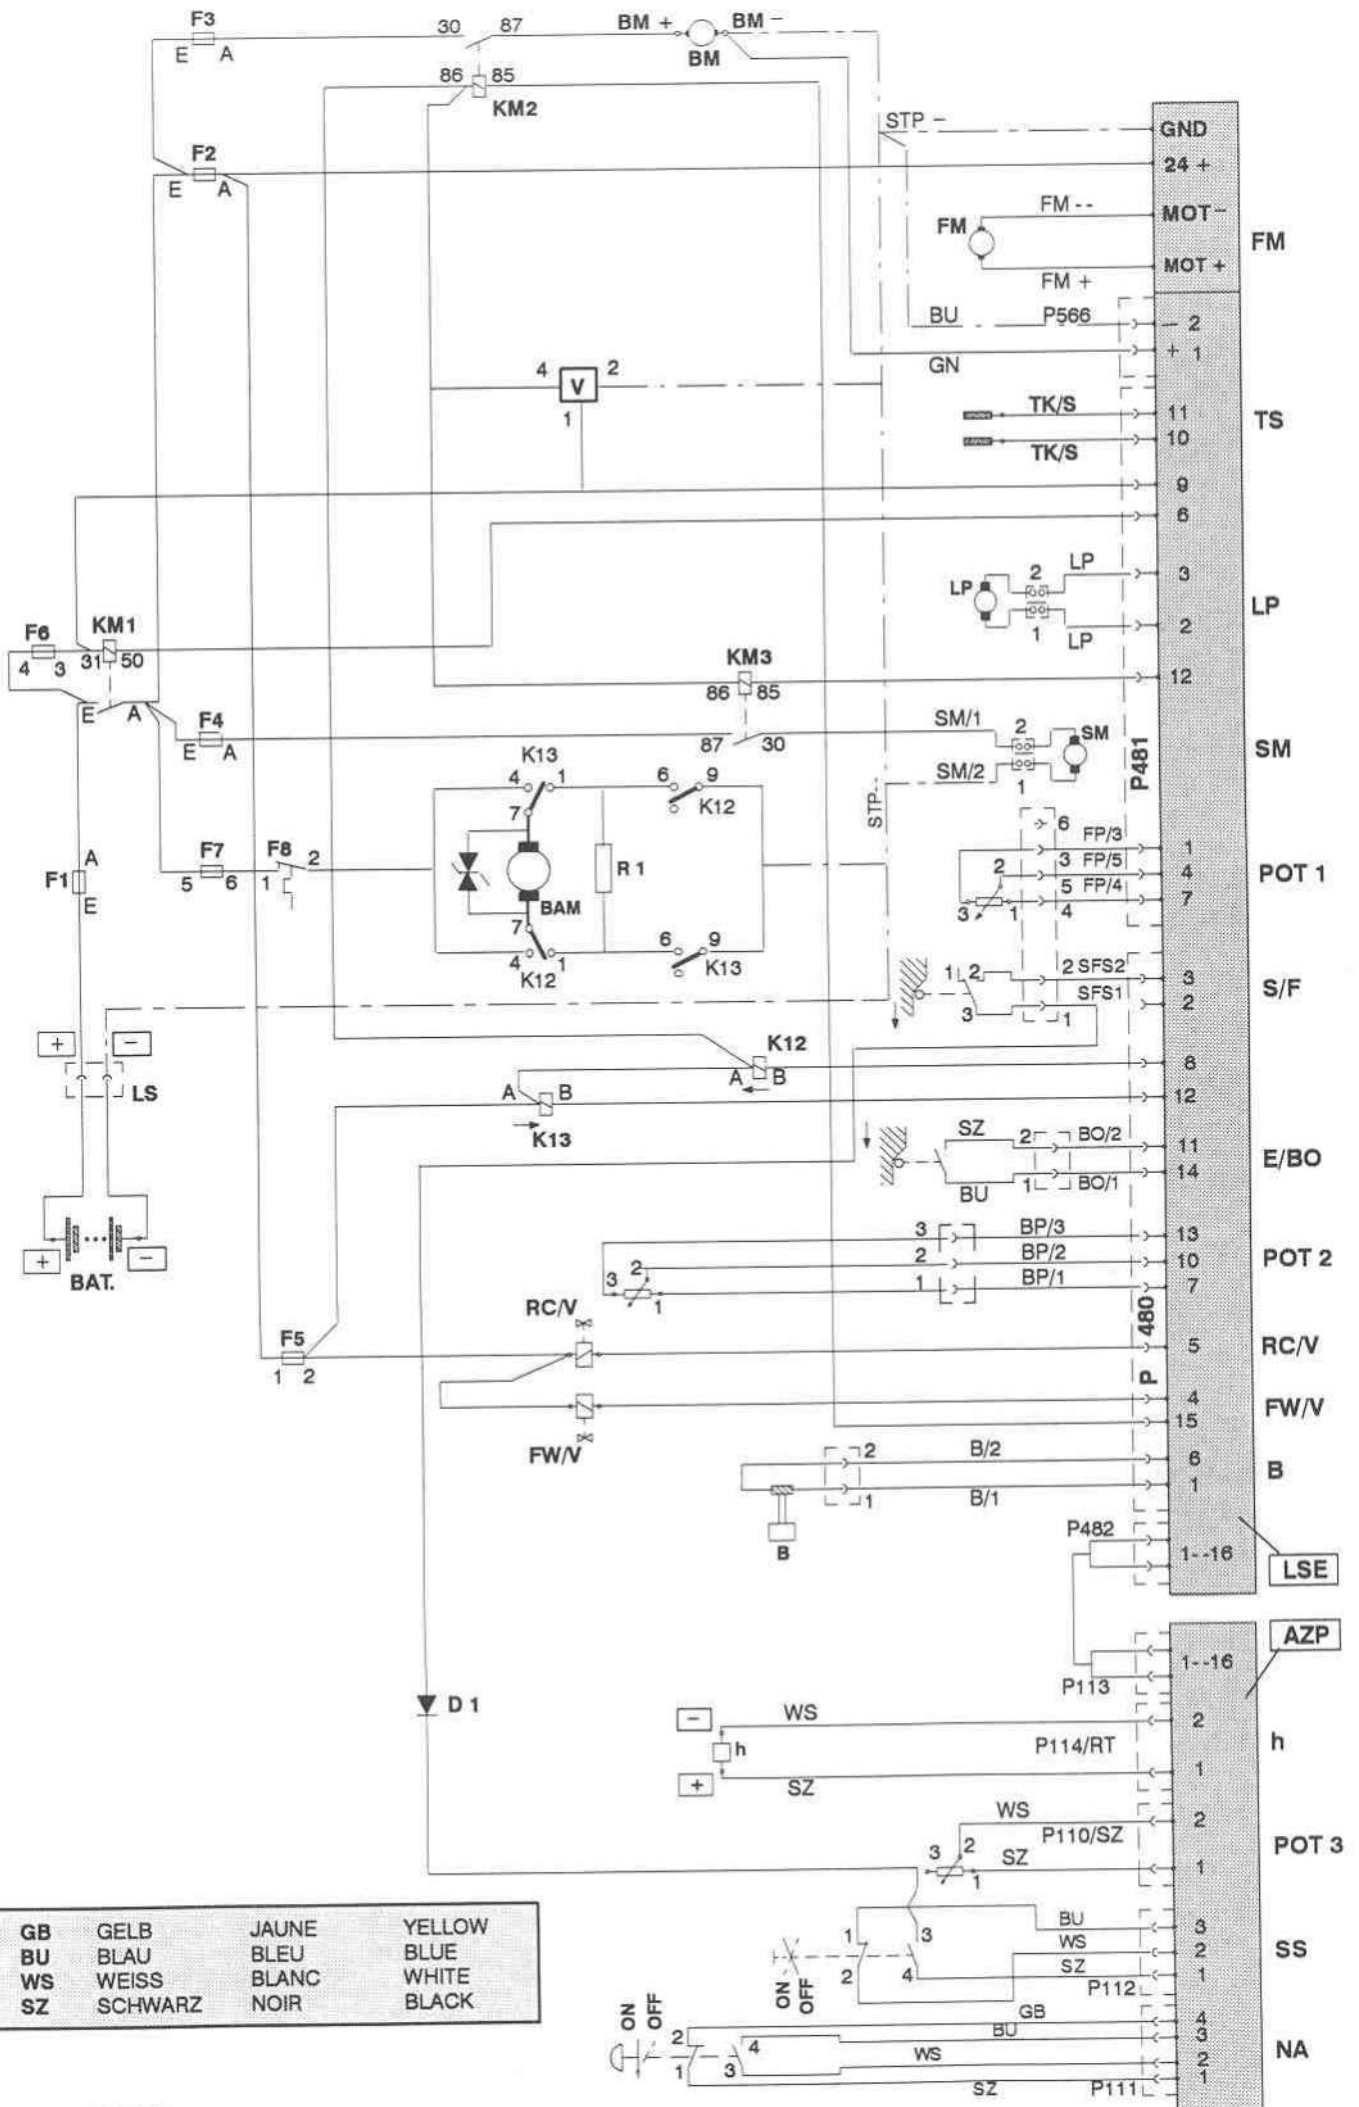 F3
30 87 BM + BM −
E A BM
86 85
KM2
STP −
GND
F2
24 +
E A
FM --
MOT −
FM FM
MOT +
FM +
BU P566 − 2
+ 1
GN
4 V 2
1
TK/S 11 TS
10
TK/S
9
6
2 LP 3
LP LP
1 LP 2
F6 KM1
4 3 31 50
KM3 12
86 85
E A
F4 SM/1 2 SM
E A 87 30 SM
K13 SM/2
4 1 6 9 1
K12 STP-- P481
7 6
FP/3 1
A F7 F8 2 2 3 FP/5 4 POT 1
F1 5 6 1 R 1 5 FP/4 7
E BAM 3 1 4
7 6 9
4 1 K13
K12
1 2 2 SFS2 3 S/F
SFS1 2
3 1
+ − K12
8
LS A B
A B 12
K13
SZ 2 BO/2 11 E/BO
BU 1 BO/1 14
3 BP/3 13
2 BP/2 10 POT 2
3 2 1 BP/1 7
1
+ −
BAT.
RC/V
P 480
F5 5 RC/V
1 2
4
15 FW/V
FW/V
2 B/2 6 B
1 B/1 1
B
P482
1--16
LSE
AZP
1--16
P113
D 1
− WS 2
h P114/RT h
+ SZ 1
WS 2
P110/SZ POT 3
3 2 SZ 1
1
BU 3
1 3 WS 2 SS
2 4 SZ 1
ON OFF P112
GB 4
ON OFF BU 3
2 4 WS 2 NA
1 3 1
SZ P111
GB GELB JAUNE YELLOW
BU BLAU BLEU BLUE
WS WEISS BLANC WHITE
SZ SCHWARZ NOIR BLACK